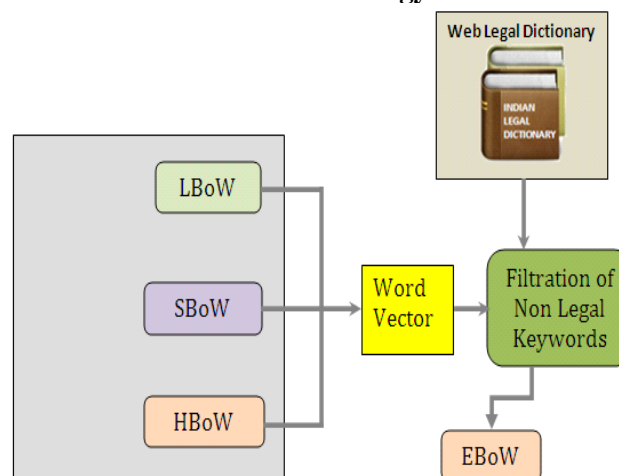 Web Legal Dictionary
INDIAN
LEGAL
DICTIONARY
LBoW
SBoW
HBoW
Word
Vector
Filtration of
Non Legal
Keywords
EBoW